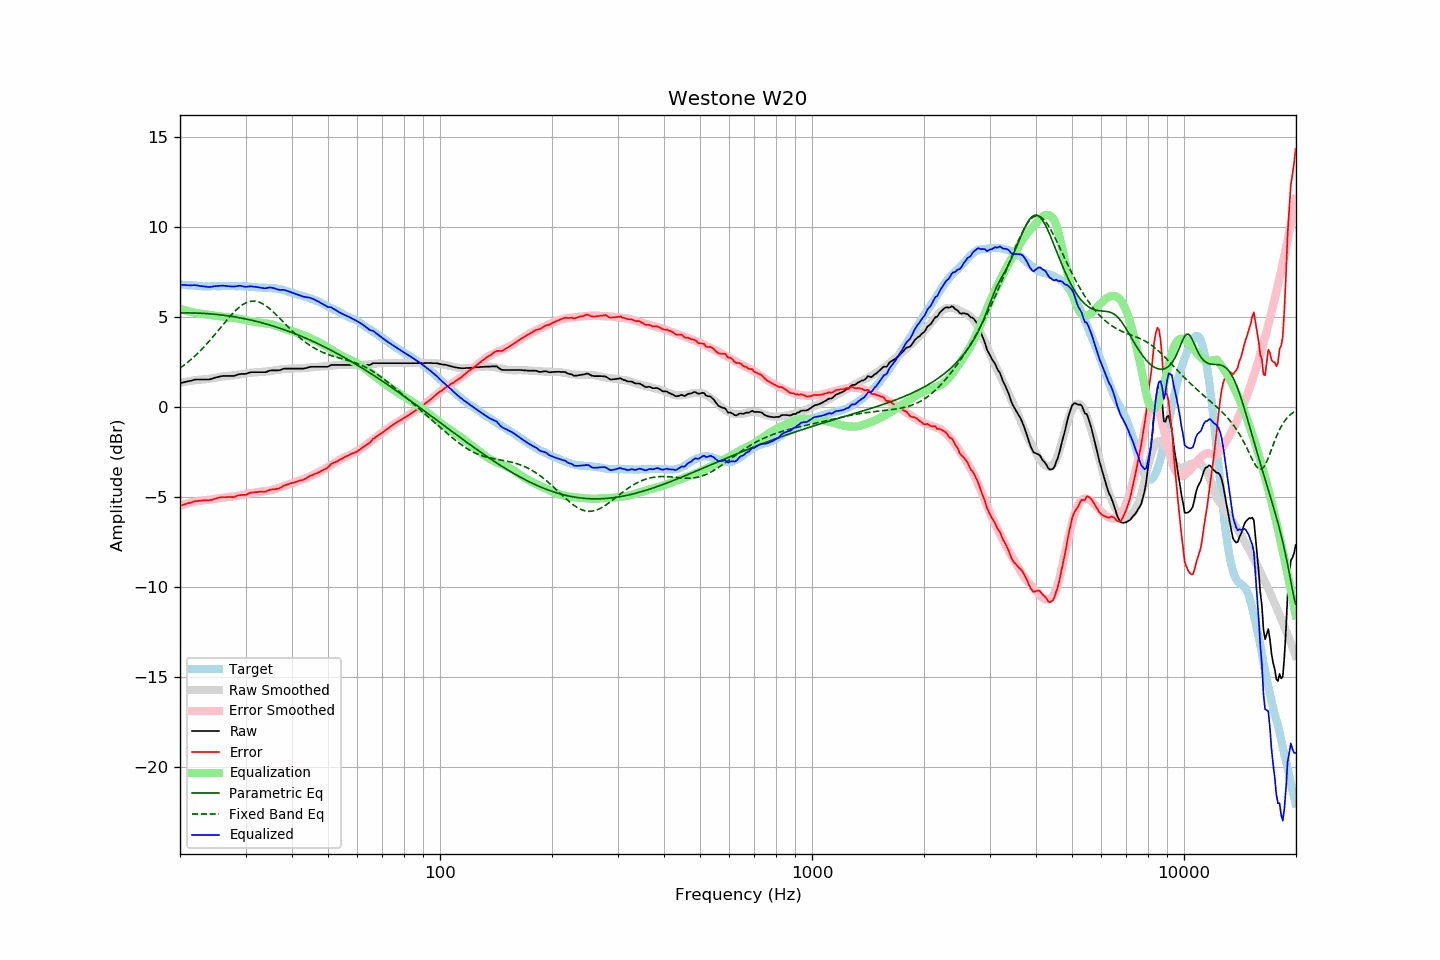 Westone W20
15
10
5
0
−5
−10
−15
−20
Amplitude (dBr)
Target
Raw Smoothed
Error Smoothed
Raw
Error
Equalization
Parametric Eq
Fixed Band Eq
Equalized
100
1000
10000
Frequency (Hz)